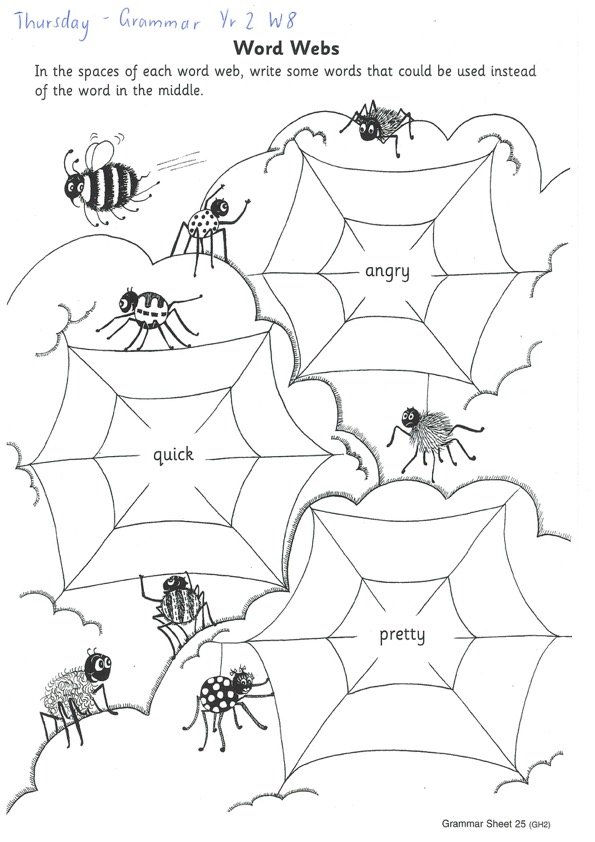 Thursday - Grammar Yr 2 W8
Word Webs
In the spaces of each word web, write some words that could be used instead
of the word in the middle.
angry
quick
pretty
Grammar Sheet 25 (GH2)